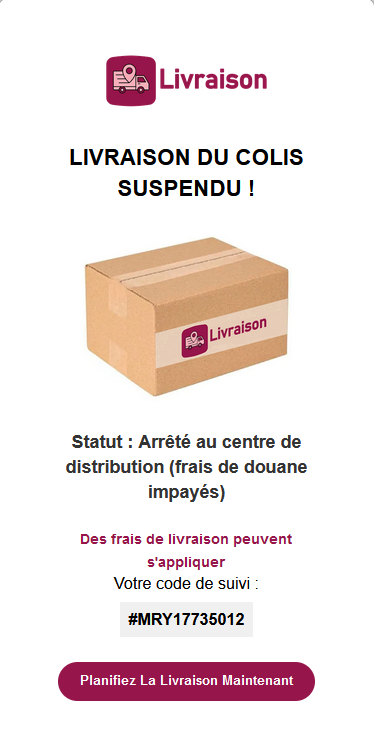 Livraison
LIVRAISON DU COLIS
SUSPENDU !
Livraison
Statut : Arrêté au centre de
distribution (frais de douane
impayés)
Des frais de livraison peuvent
s'appliquer
Votre code de suivi :
#MRY17735012
Planifiez La Livraison Maintenant